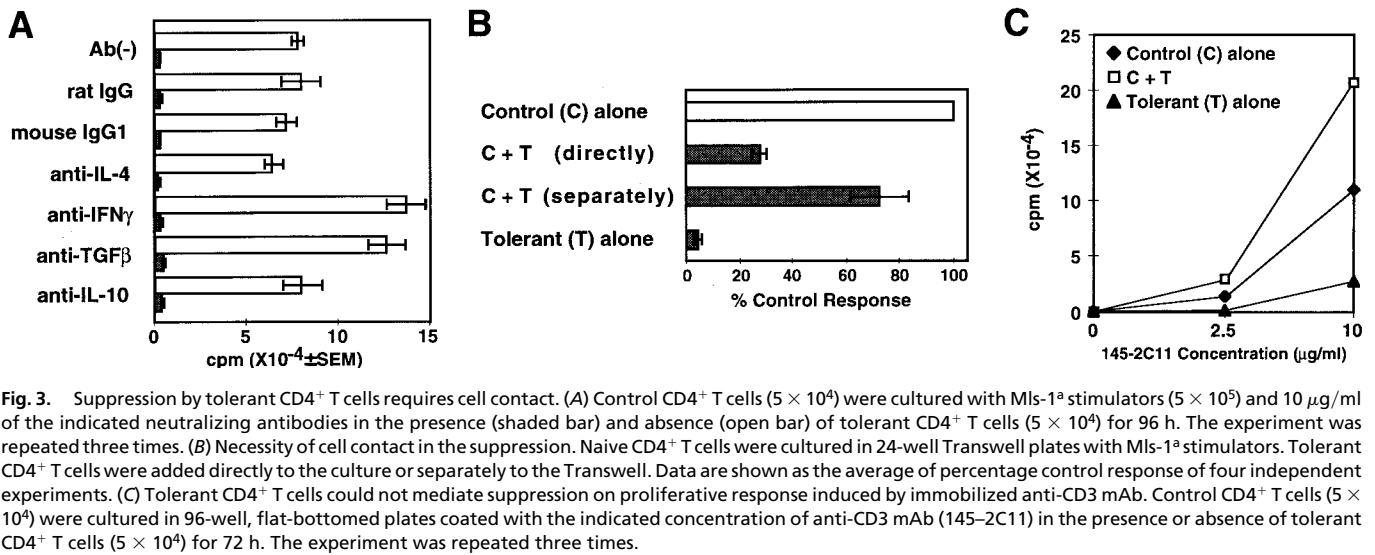 A
Ab(-)
rat IgG
mouse IgG1
anti-IL-4
anti-IFNγ
anti-TGFβ
anti-IL-10
0 5 10 15
cpm (X10⁻⁴±SEM)
B
Control (C) alone
C + T (directly)
C + T (separately)
Tolerant (T) alone
0 20 40 60 80 100
% Control Response
C
25
20
15
10
5
0
cpm (X10⁻⁴)
Control (C) alone
C + T
Tolerant (T) alone
0 2.5 10
145-2C11 Concentration (μg/ml)
Fig. 3. Suppression by tolerant CD4⁺ T cells requires cell contact. (A) Control CD4⁺ T cells (5 × 10⁴) were cultured with Mls-1ᵃ stimulators (5 × 10⁵) and 10 μg/ml
of the indicated neutralizing antibodies in the presence (shaded bar) and absence (open bar) of tolerant CD4⁺ T cells (5 × 10⁴) for 96 h. The experiment was
repeated three times. (B) Necessity of cell contact in the suppression. Naive CD4⁺ T cells were cultured in 24-well Transwell plates with Mls-1ᵃ stimulators. Tolerant
CD4⁺ T cells were added directly to the culture or separately to the Transwell. Data are shown as the average of percentage control response of four independent
experiments. (C) Tolerant CD4⁺ T cells could not mediate suppression on proliferative response induced by immobilized anti-CD3 mAb. Control CD4⁺ T cells (5 ×
10⁴) were cultured in 96-well, flat-bottomed plates coated with the indicated concentration of anti-CD3 mAb (145–2C11) in the presence or absence of tolerant
CD4⁺ T cells (5 × 10⁴) for 72 h. The experiment was repeated three times.